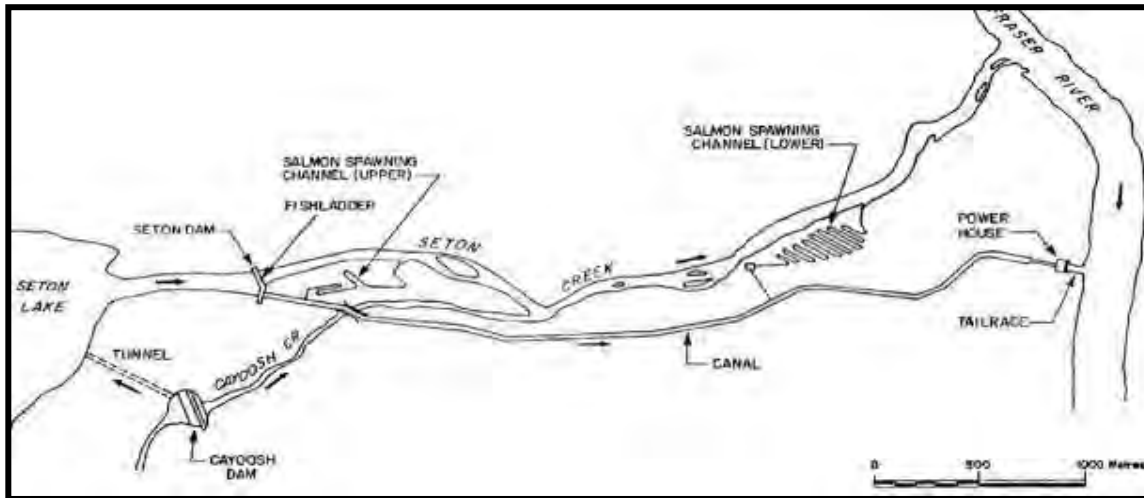 FRASER
RIVER
SALMON SPAWNING
CHANNEL (LOWER)
SALMON SPAWNING
CHANNEL (UPPER)
FISHLADDER
SETON DAM
SETON
CREEK
POWER
HOUSE
SETON
LAKE
TUNNEL
CAYOOSH CR
TAILRACE
CANAL
CAYOOSH
DAM
0 500 1000 Metres